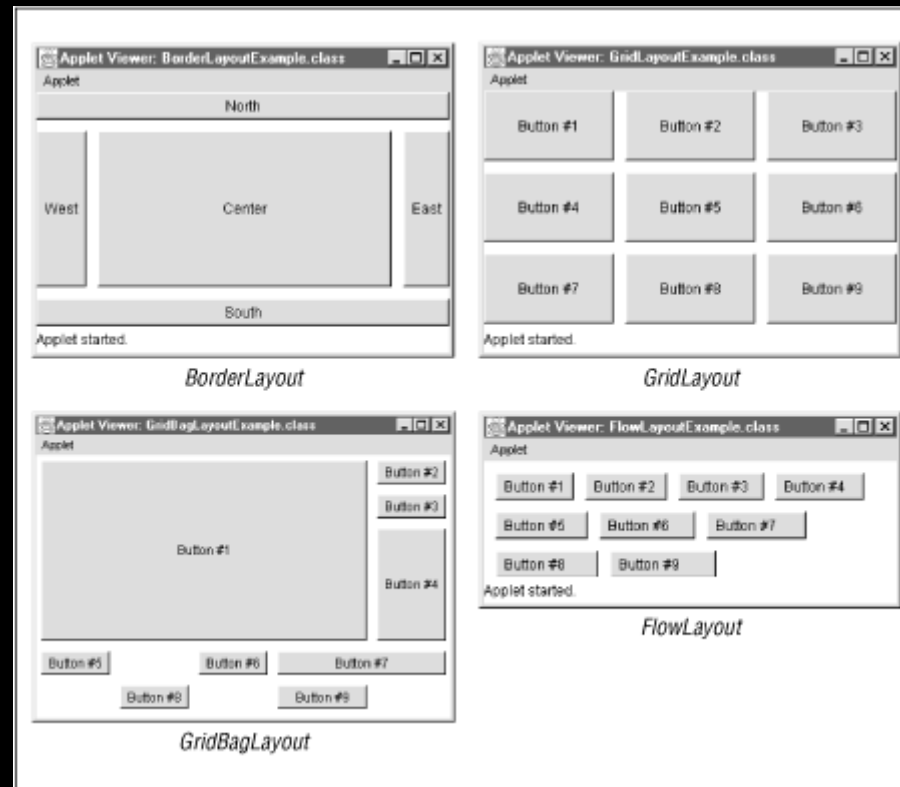 Applet Viewer: BorderLayoutExample.class
Applet
North
West
Center
East
South
Applet started.
BorderLayout
Applet Viewer: GridLayoutExample.class
Applet
Button #1
Button #2
Button #3
Button #4
Button #5
Button #6
Button #7
Button #8
Button #9
Applet started.
GridLayout
Applet Viewer: GridBagLayoutExample.class
Applet
Button #1
Button #2
Button #3
Button #4
Button #5
Button #6
Button #7
Button #8
Button #9
GridBagLayout
Applet Viewer: FlowLayoutExample.class
Applet
Button #1
Button #2
Button #3
Button #4
Button #5
Button #6
Button #7
Button #8
Button #9
Applet started.
FlowLayout